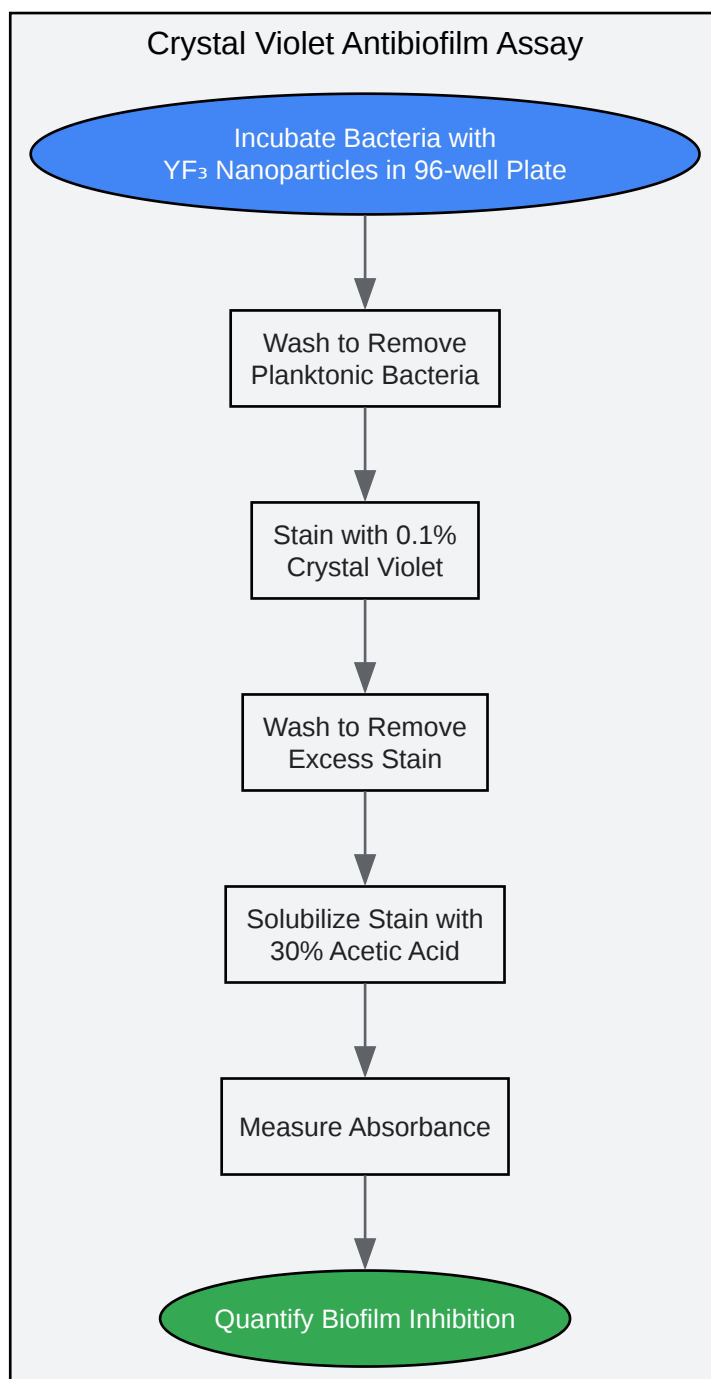 Crystal Violet Antibiofilm Assay
Incubate Bacteria with
YF₃ Nanoparticles in 96-well Plate
Wash to Remove
Planktonic Bacteria
Stain with 0.1%
Crystal Violet
Wash to Remove
Excess Stain
Solubilize Stain with
30% Acetic Acid
Measure Absorbance
Quantify Biofilm Inhibition